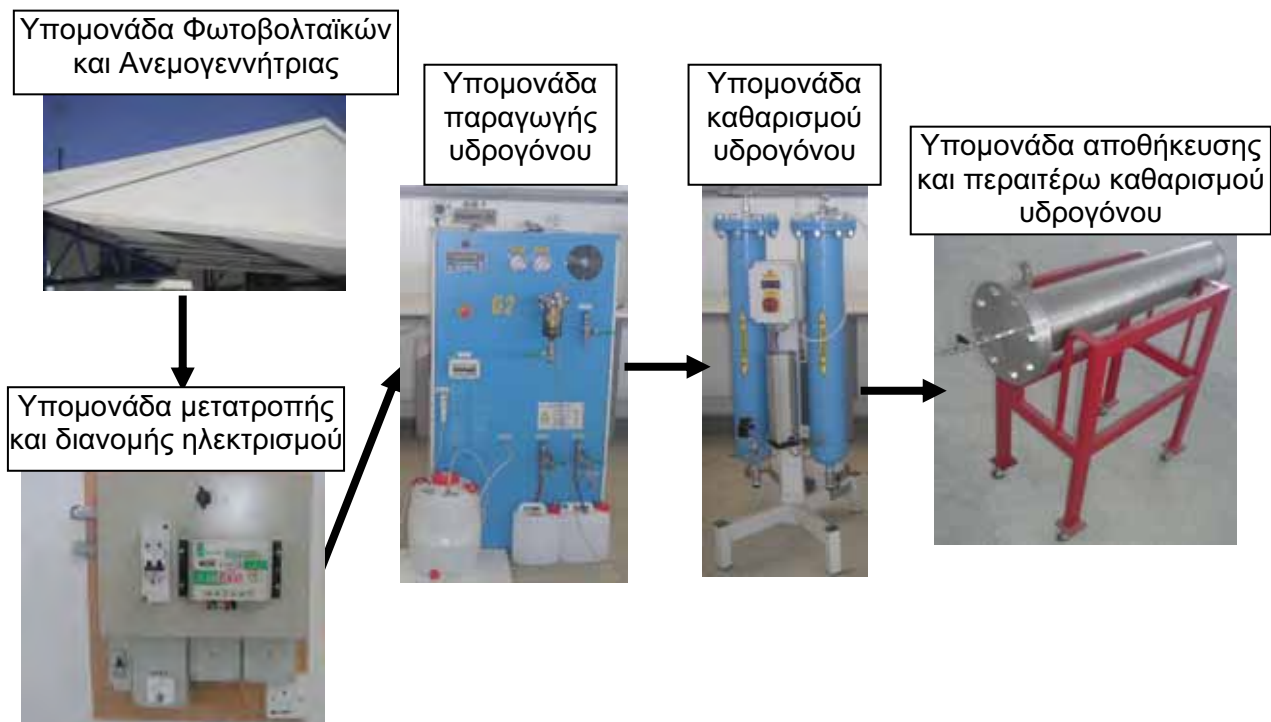 Υπομονάδα Φωτοβολταϊκών
και Ανεμογεννήτριας
Υπομονάδα μετατροπής
και διανομής ηλεκτρισμού
Υπομονάδα
παραγωγής
υδρογόνου
G2
Υπομονάδα
καθαρισμού
υδρογόνου
Υπομονάδα αποθήκευσης
και περαιτέρω καθαρισμού
υδρογόνου